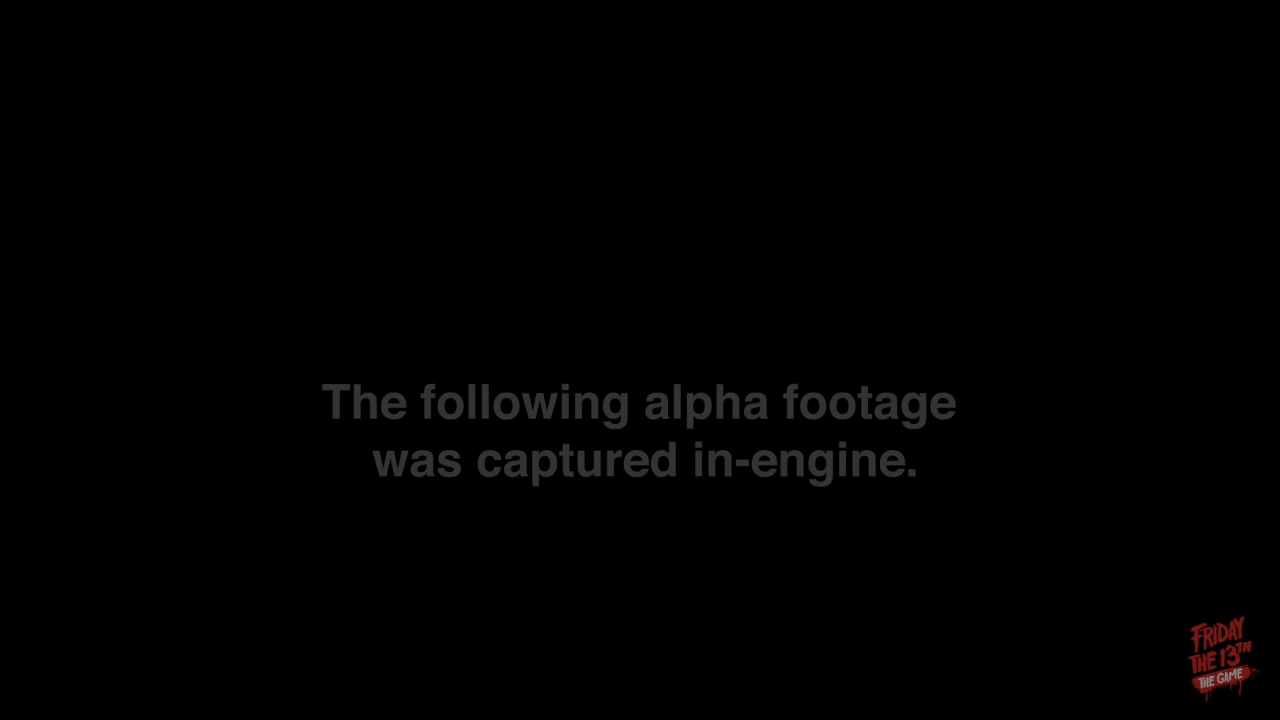 The following alpha footage
was captured in-engine.
FRIDAY
THE 13TH
THE GAME